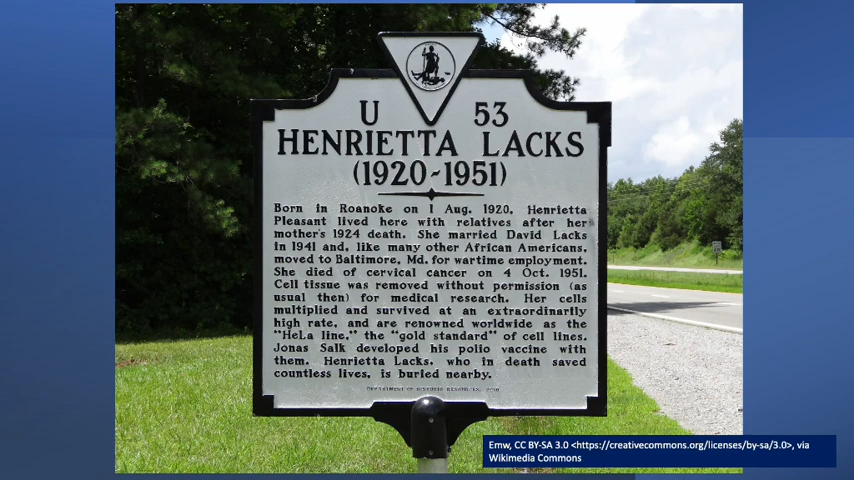 U 53
HENRIETTA LACKS
(1920-1951)
Born in Roanoke on 1 Aug. 1920, Henrietta
Pleasant lived here with relatives after her
mother's 1924 death. She married David Lacks
in 1941 and, like many other African Americans,
moved to Baltimore, Md. for wartime employment.
She died of cervical cancer on 4 Oct. 1951.
Cell tissue was removed without permission (as
usual then) for medical research. Her cells
multiplied and survived at an extraordinarily
high rate, and are renowned worldwide as the
"HeLa line," the "gold standard" of cell lines.
Jonas Salk developed his polio vaccine with
them. Henrietta Lacks, who in death saved
countless lives, is buried nearby.
DEPARTMENT OF HISTORIC RESOURCES, 2010
Emw, CC BY-SA 3.0 <https://creativecommons.org/licenses/by-sa/3.0>, via
Wikimedia Commons